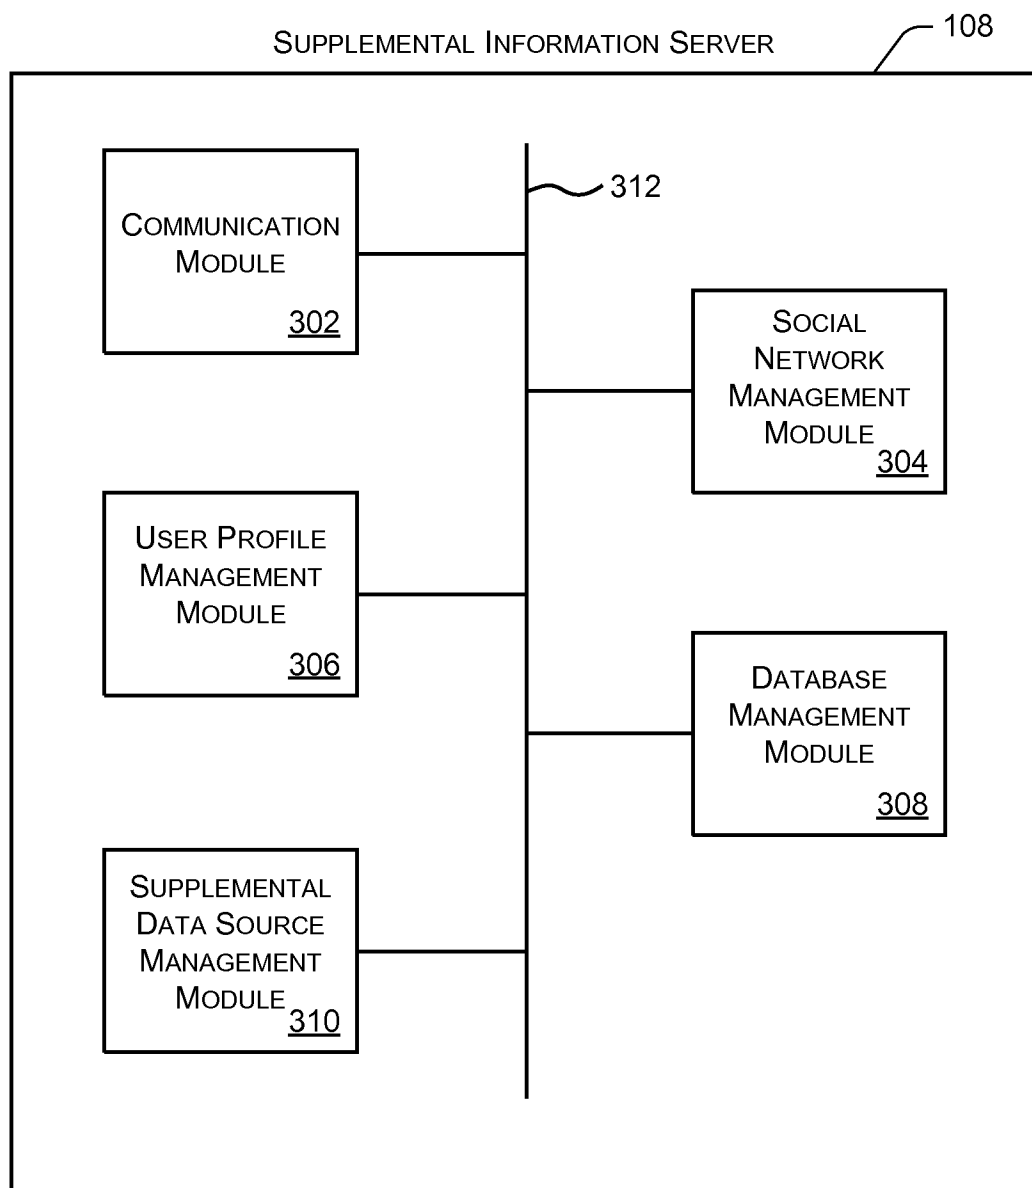 SUPPLEMENTAL INFORMATION SERVER
108
312
COMMUNICATION
MODULE
302
SOCIAL
NETWORK
MANAGEMENT
MODULE
304
USER PROFILE
MANAGEMENT
MODULE
306
DATABASE
MANAGEMENT
MODULE
308
SUPPLEMENTAL
DATA SOURCE
MANAGEMENT
MODULE
310